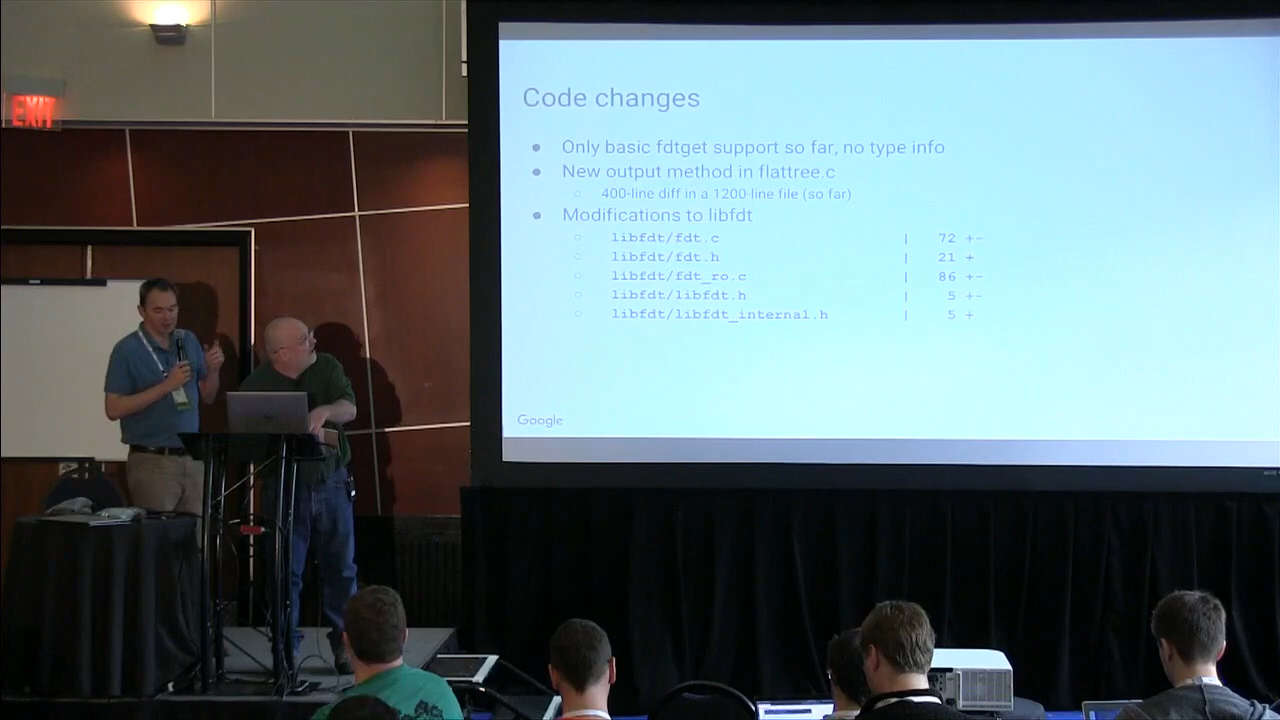 EXIT
Code changes
● Only basic fdtget support so far, no type info
● New output method in flattree.c
○ 400-line diff in a 1200-line file (so far)
● Modifications to libfdt
○ libfdt/fdt.c | 72 +-
○ libfdt/fdt.h | 21 +
○ libfdt/fdt_ro.c | 86 +-
○ libfdt/libfdt.h | 5 +-
○ libfdt/libfdt_internal.h | 5 +
Google